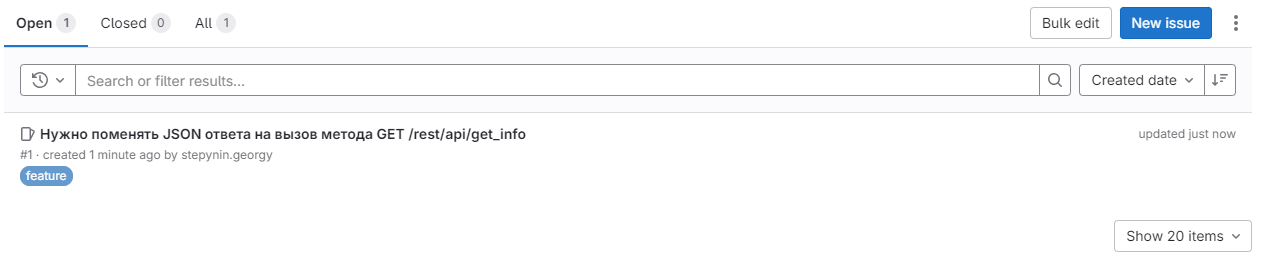 Open 1 Closed 0 All 1 Bulk edit New issue
Search or filter results... Created date
Нужно поменять JSON ответа на вызов метода GET /rest/api/get_info updated just now
#1 · created 1 minute ago by stepynin.georgy
feature
Show 20 items